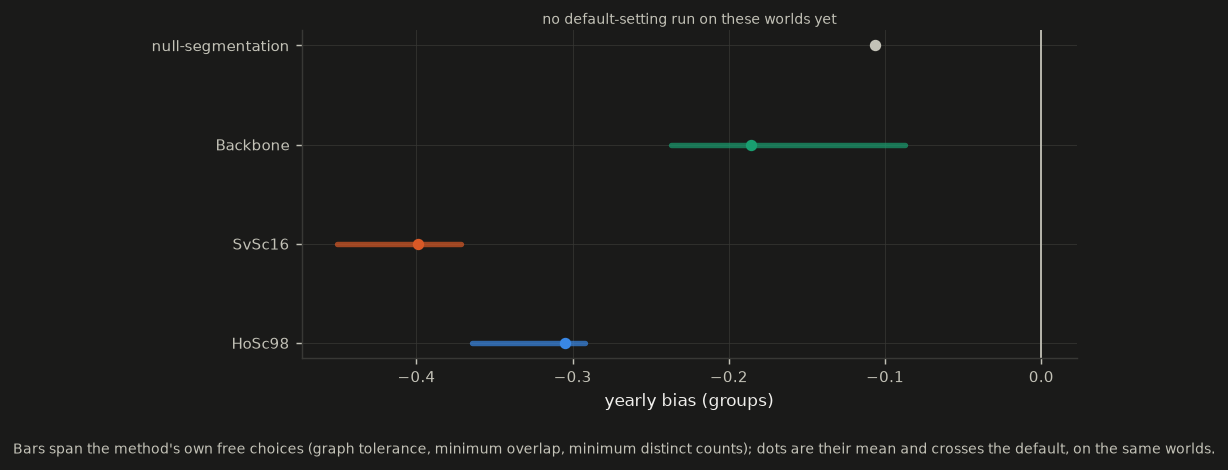 no default-setting run on these worlds yet
null-segmentation
Backbone
SvSc16
HoSc98
−0.4 −0.3 −0.2 −0.1 0.0
yearly bias (groups)
Bars span the method's own free choices (graph tolerance, minimum overlap, minimum distinct counts); dots are their mean and crosses the default, on the same worlds.